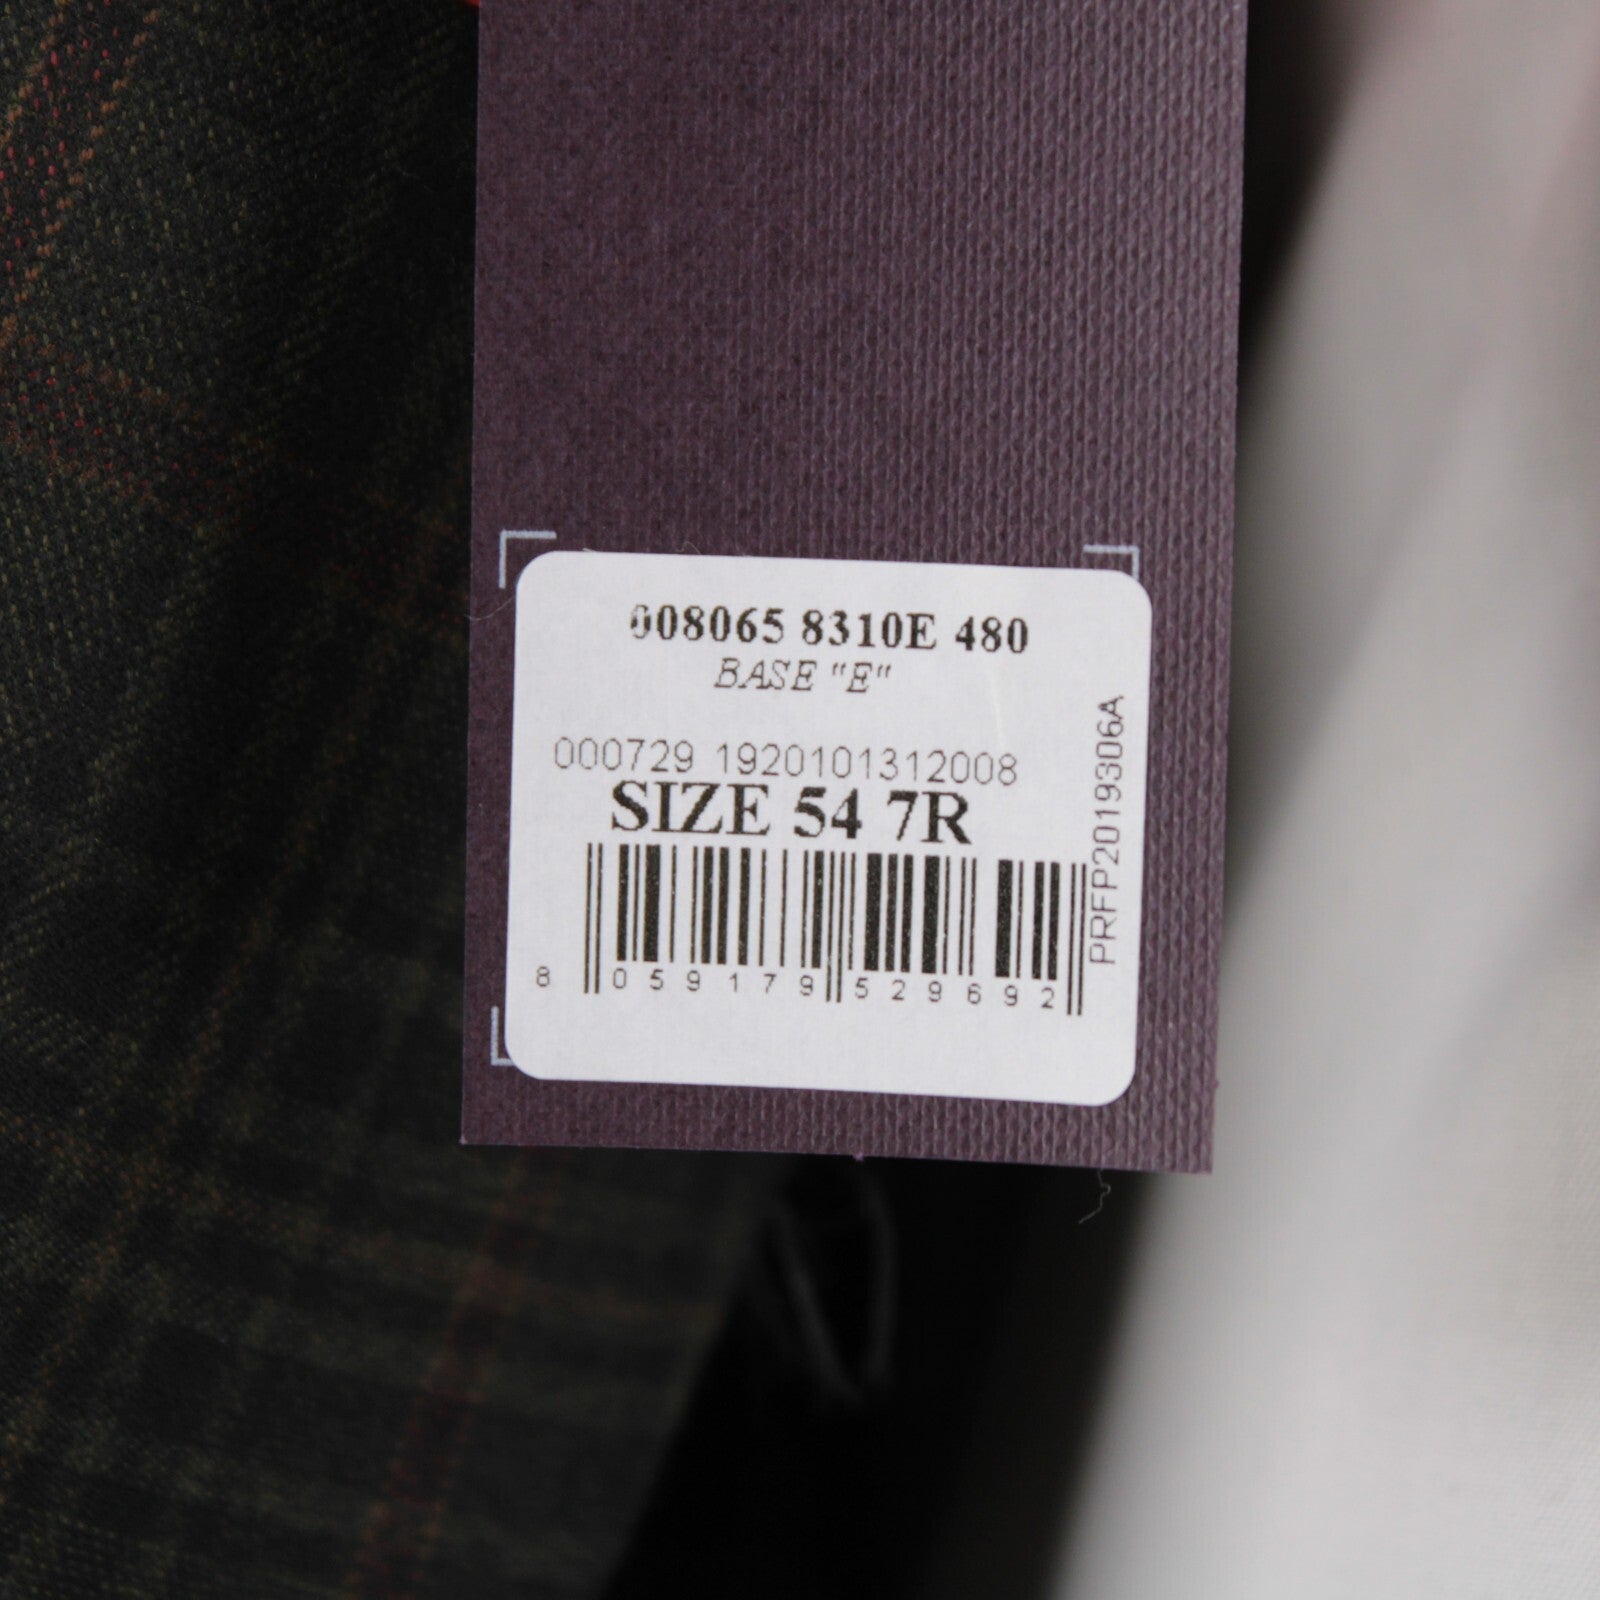 008065 8310E 480
BASE "E"
000729 1920101312008
SIZE 54 7R
8 059179 529692
PRFP2019306A